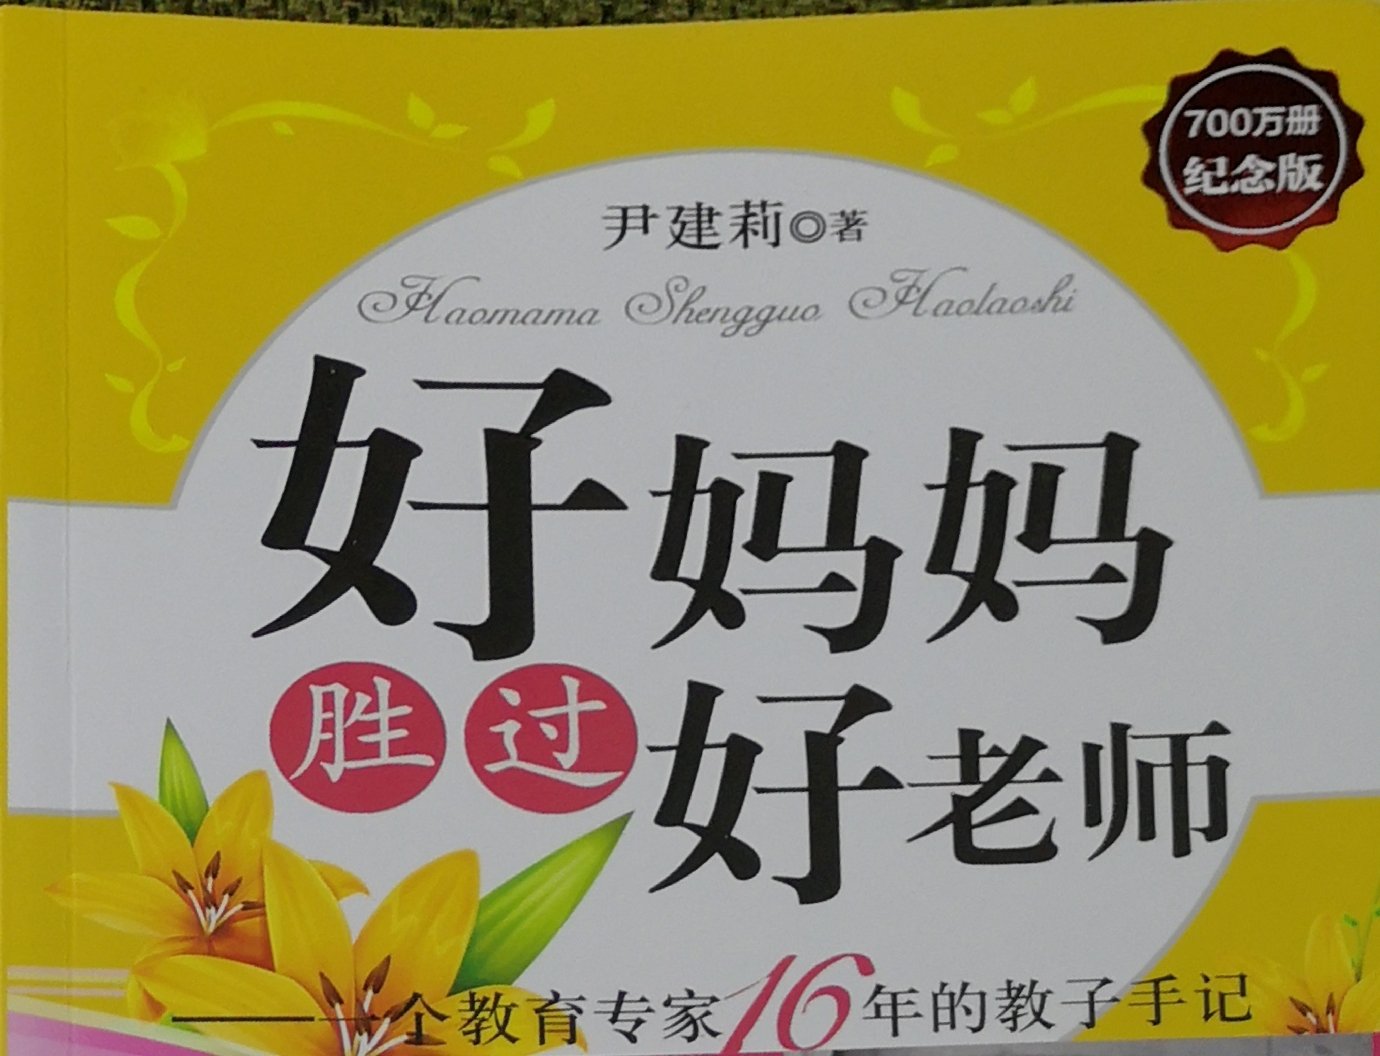 700万册
纪念版
尹建莉◎著
Haomama Shengguo Haolaoshi
好妈妈
胜过好老师
——一个教育专家16年的教子手记